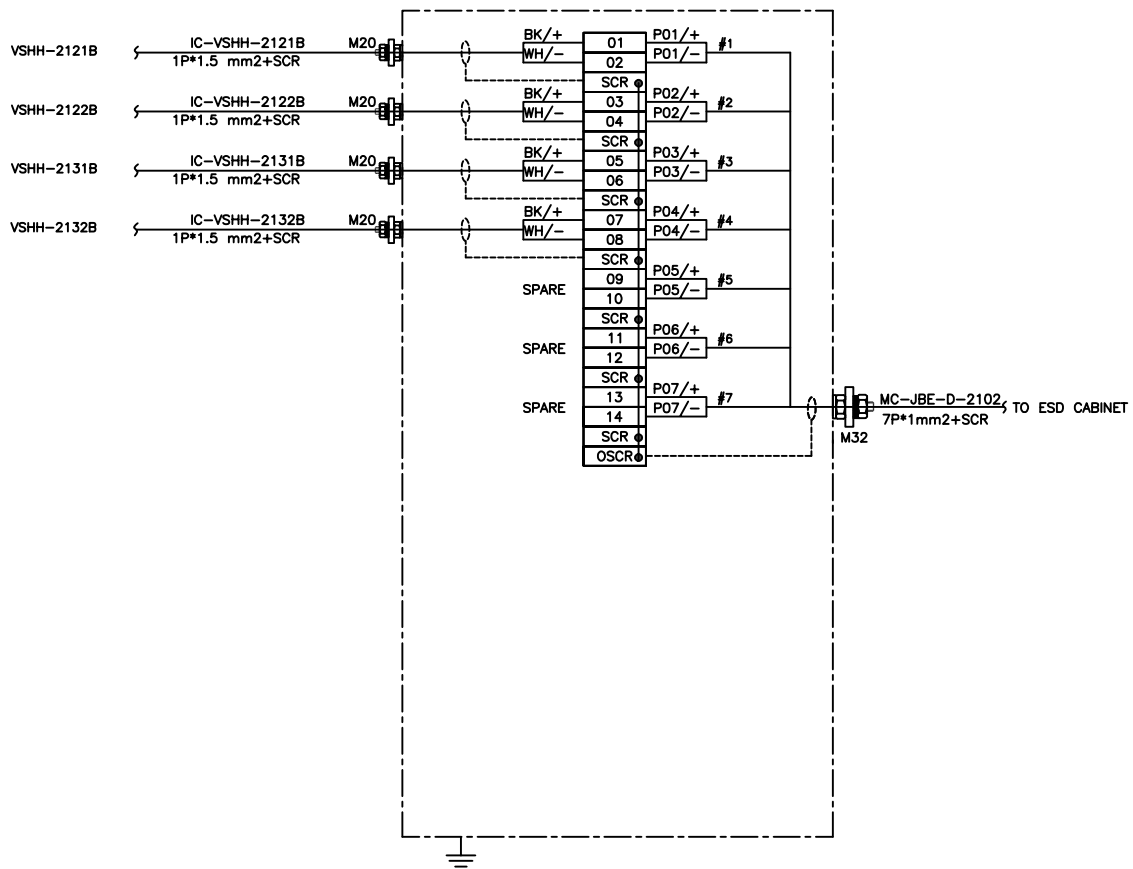 BK/+ 01 P01/+ #1
VSHH-2121B IC-VSHH-2121B M20 WH/- 02 P01/-
1P*1.5 mm2+SCR
SCR
BK/+ 03 P02/+ #2
VSHH-2122B IC-VSHH-2122B M20 WH/- 04 P02/-
1P*1.5 mm2+SCR
SCR
BK/+ 05 P03/+ #3
VSHH-2131B IC-VSHH-2131B M20 WH/- 06 P03/-
1P*1.5 mm2+SCR
SCR
BK/+ 07 P04/+ #4
VSHH-2132B IC-VSHH-2132B M20 WH/- 08 P04/-
1P*1.5 mm2+SCR
SCR
09 P05/+ #5
SPARE 10 P05/-
SCR
11 P06/+ #6
SPARE 12 P06/-
SCR
13 P07/+ #7
SPARE 14 P07/-
MC-JBE-D-2102 TO ESD CABINET
7P*1mm2+SCR
M32
SCR
OSCR